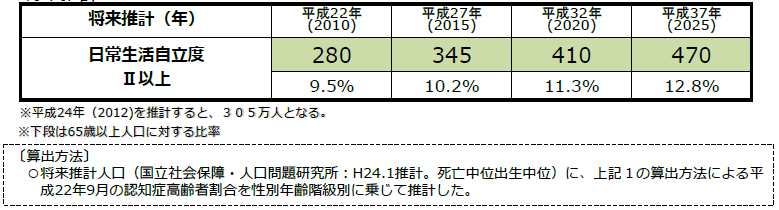 将来推計（年） 平成22年 (2010) 平成27年 (2015) 平成32年 (2020) 平成37年 (2025)
日常生活自立度 Ⅱ以上 280 345 410 470
9.5% 10.2% 11.3% 12.8%
※平成24年（2012)を推計すると、３０５万人となる。
※下段は65歳以上人口に対する比率
〔算出方法〕
○将来推計人口（国立社会保障・人口問題研究所：H24.1推計。死亡中位出生中位）に、上記１の算出方法による平
成22年9月の認知症高齢者割合を性別年齢階級別に乗じて推計した。